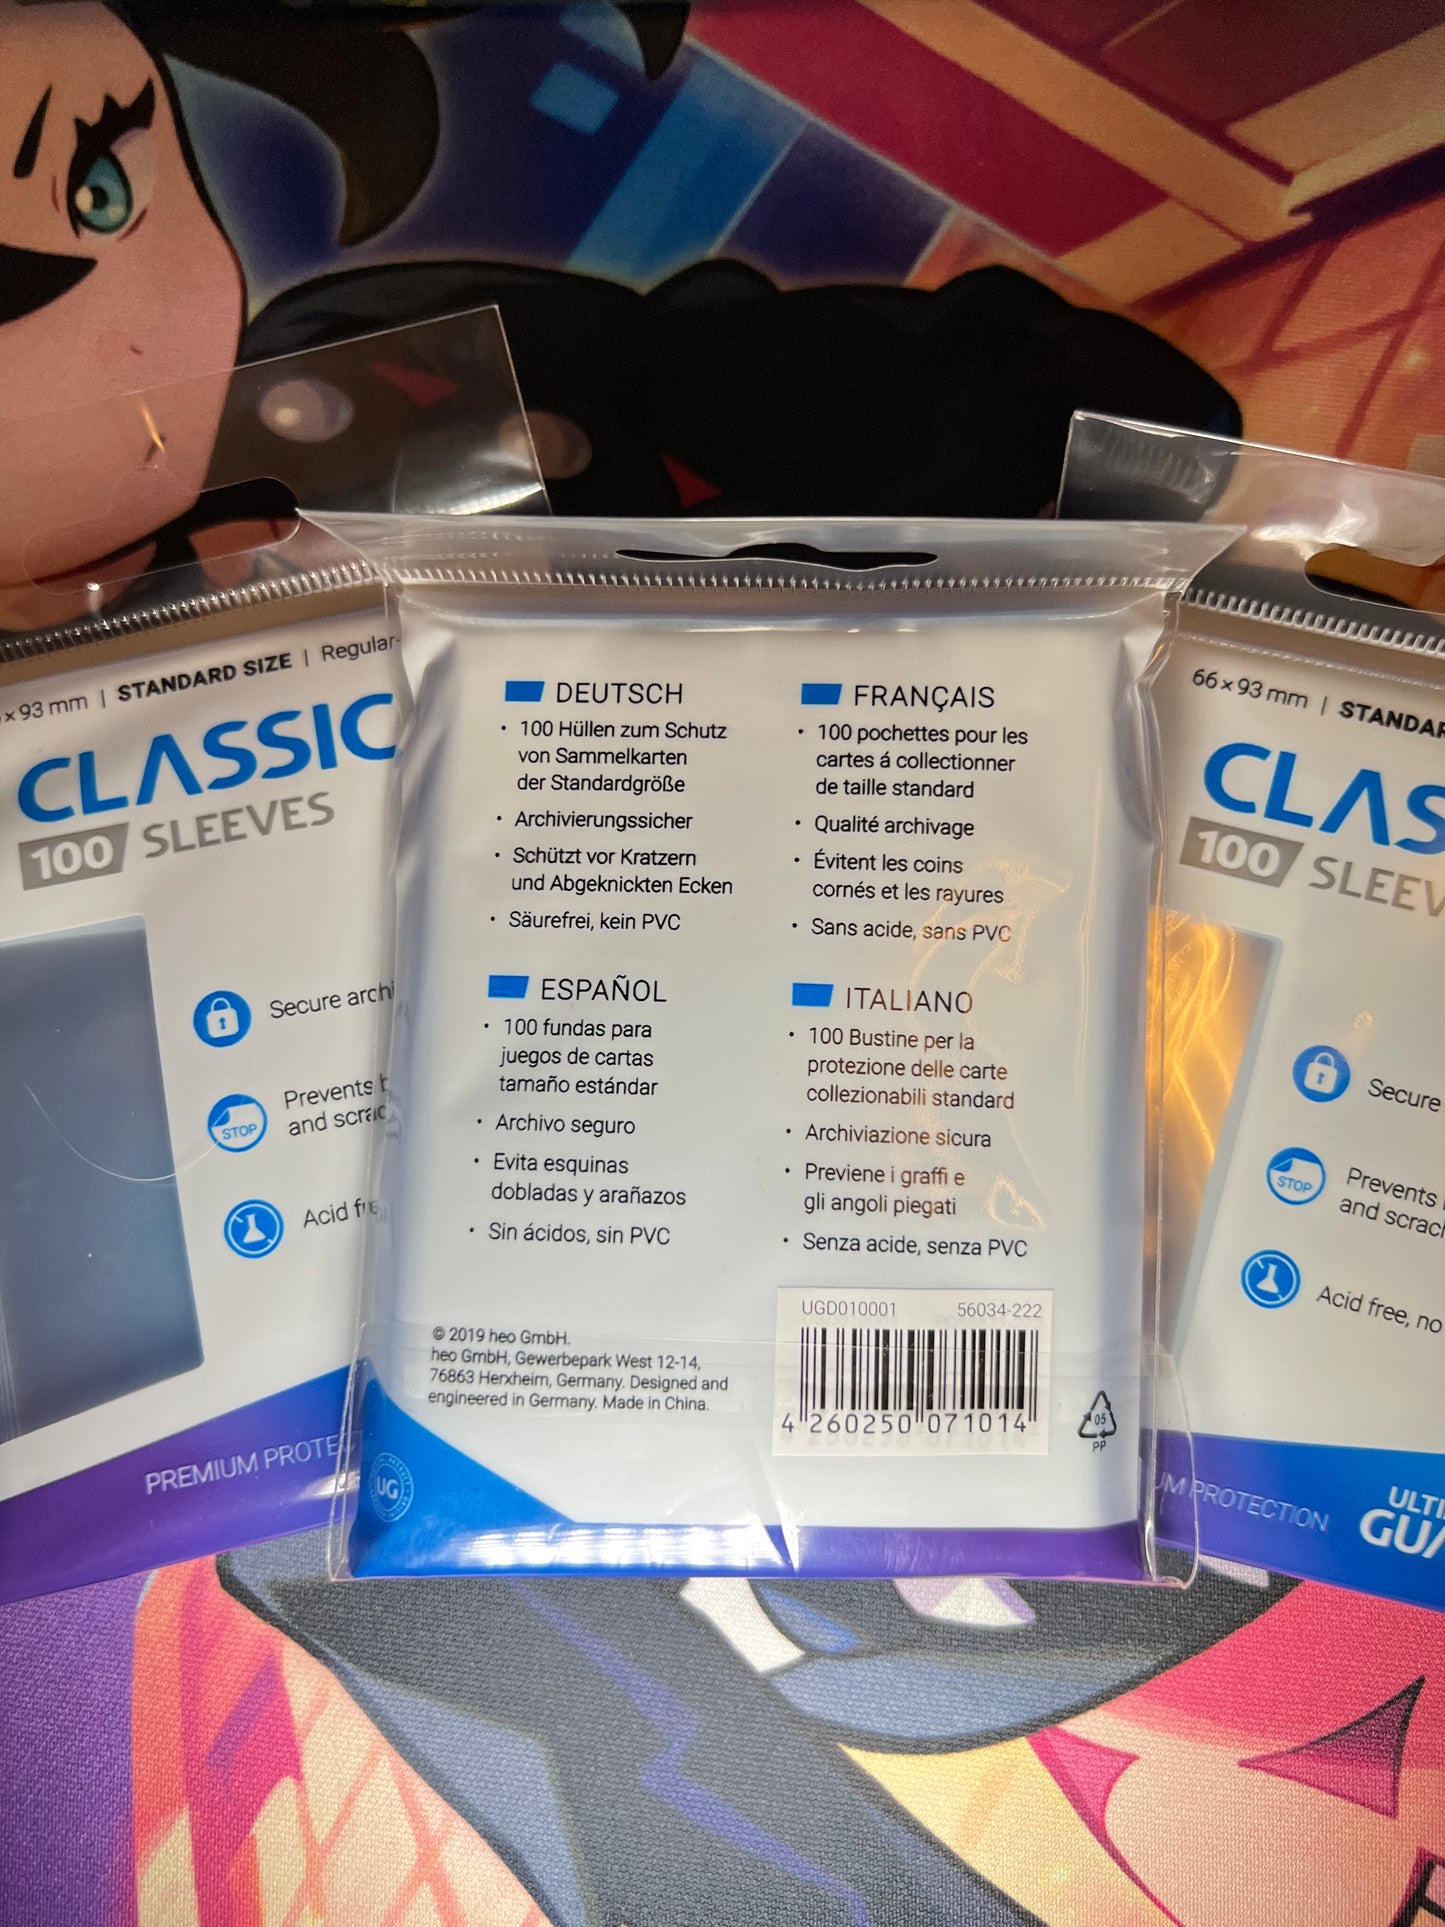 ×93 mm | STANDARD SIZE | Regular-
CLASSIC
100 SLEEVES
Secure archi
Prevents b
and scrac
STOP
Acid fre
PREMIUM PROTEC
DEUTSCH
• 100 Hüllen zum Schutz
von Sammelkarten
der Standardgröße
• Archivierungssicher
• Schützt vor Kratzern
und Abgeknickten Ecken
• Säurefrei, kein PVC
FRANÇAIS
• 100 pochettes pour les
cartes á collectionner
de taille standard
• Qualité archivage
• Évitent les coins
cornés et les rayures
• Sans acide, sans PVC
ESPAÑOL
• 100 fundas para
juegos de cartas
tamaño estándar
• Archivo seguro
• Evita esquinas
dobladas y arañazos
• Sin ácidos, sin PVC
ITALIANO
• 100 Bustine per la
protezione delle carte
collezionabili standard
• Archiviazione sicura
• Previene i graffi e
gli angoli piegati
• Senza acide, senza PVC
© 2019 heo GmbH.
heo GmbH, Gewerbepark West 12-14,
76863 Herxheim, Germany. Designed and
engineered in Germany. Made in China.
UGD010001 56034-222
4 260250 071014
05
PP
UG
66×93 mm | STANDAR
CLAS
100 SLEEV
Secure
STOP
Prevents
and scracl
Acid free, no
UM PROTECTION
ULTI
GUA